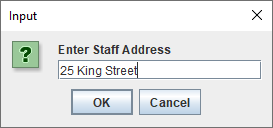 Input
Enter Staff Address
25 King Street
OK Cancel